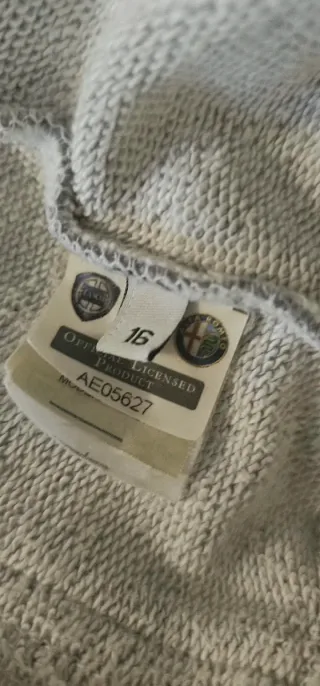 16
OFFICIAL LICENSED
PRODUCT
AE05627